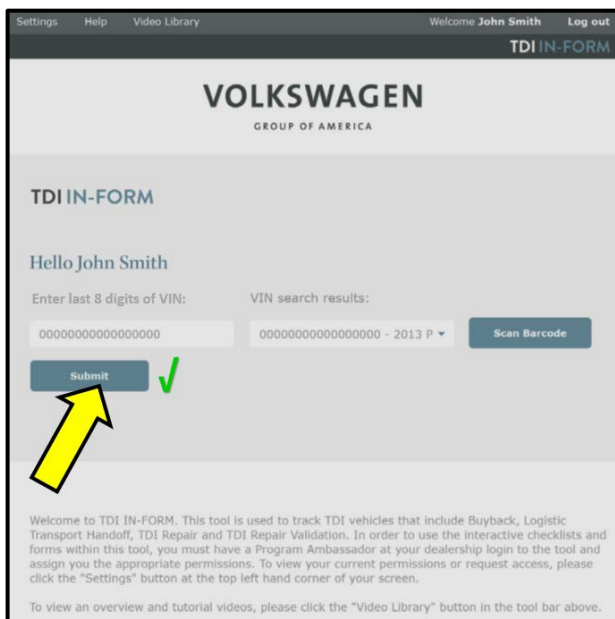 Settings Help Video Library Welcome John Smith Log out
TDI IN-FORM
VOLKSWAGEN
GROUP OF AMERICA
TDI IN-FORM
Hello John Smith
Enter last 8 digits of VIN: VIN search results:
00000000000000000 00000000000000000 - 2013 P Scan Barcode
Submit √
Welcome to TDI IN-FORM. This tool is used to track TDI vehicles that include Buyback, Logistic
Transport Handoff, TDI Repair and TDI Repair Validation. In order to use the interactive checklists and
forms within this tool, you must have a Program Ambassador at your dealership login to the tool and
assign you the appropriate permissions. To view your current permissions or request access, please
click the "Settings" button at the top left hand corner of your screen.
To view an overview and tutorial videos, please click the "Video Library" button in the tool bar above.